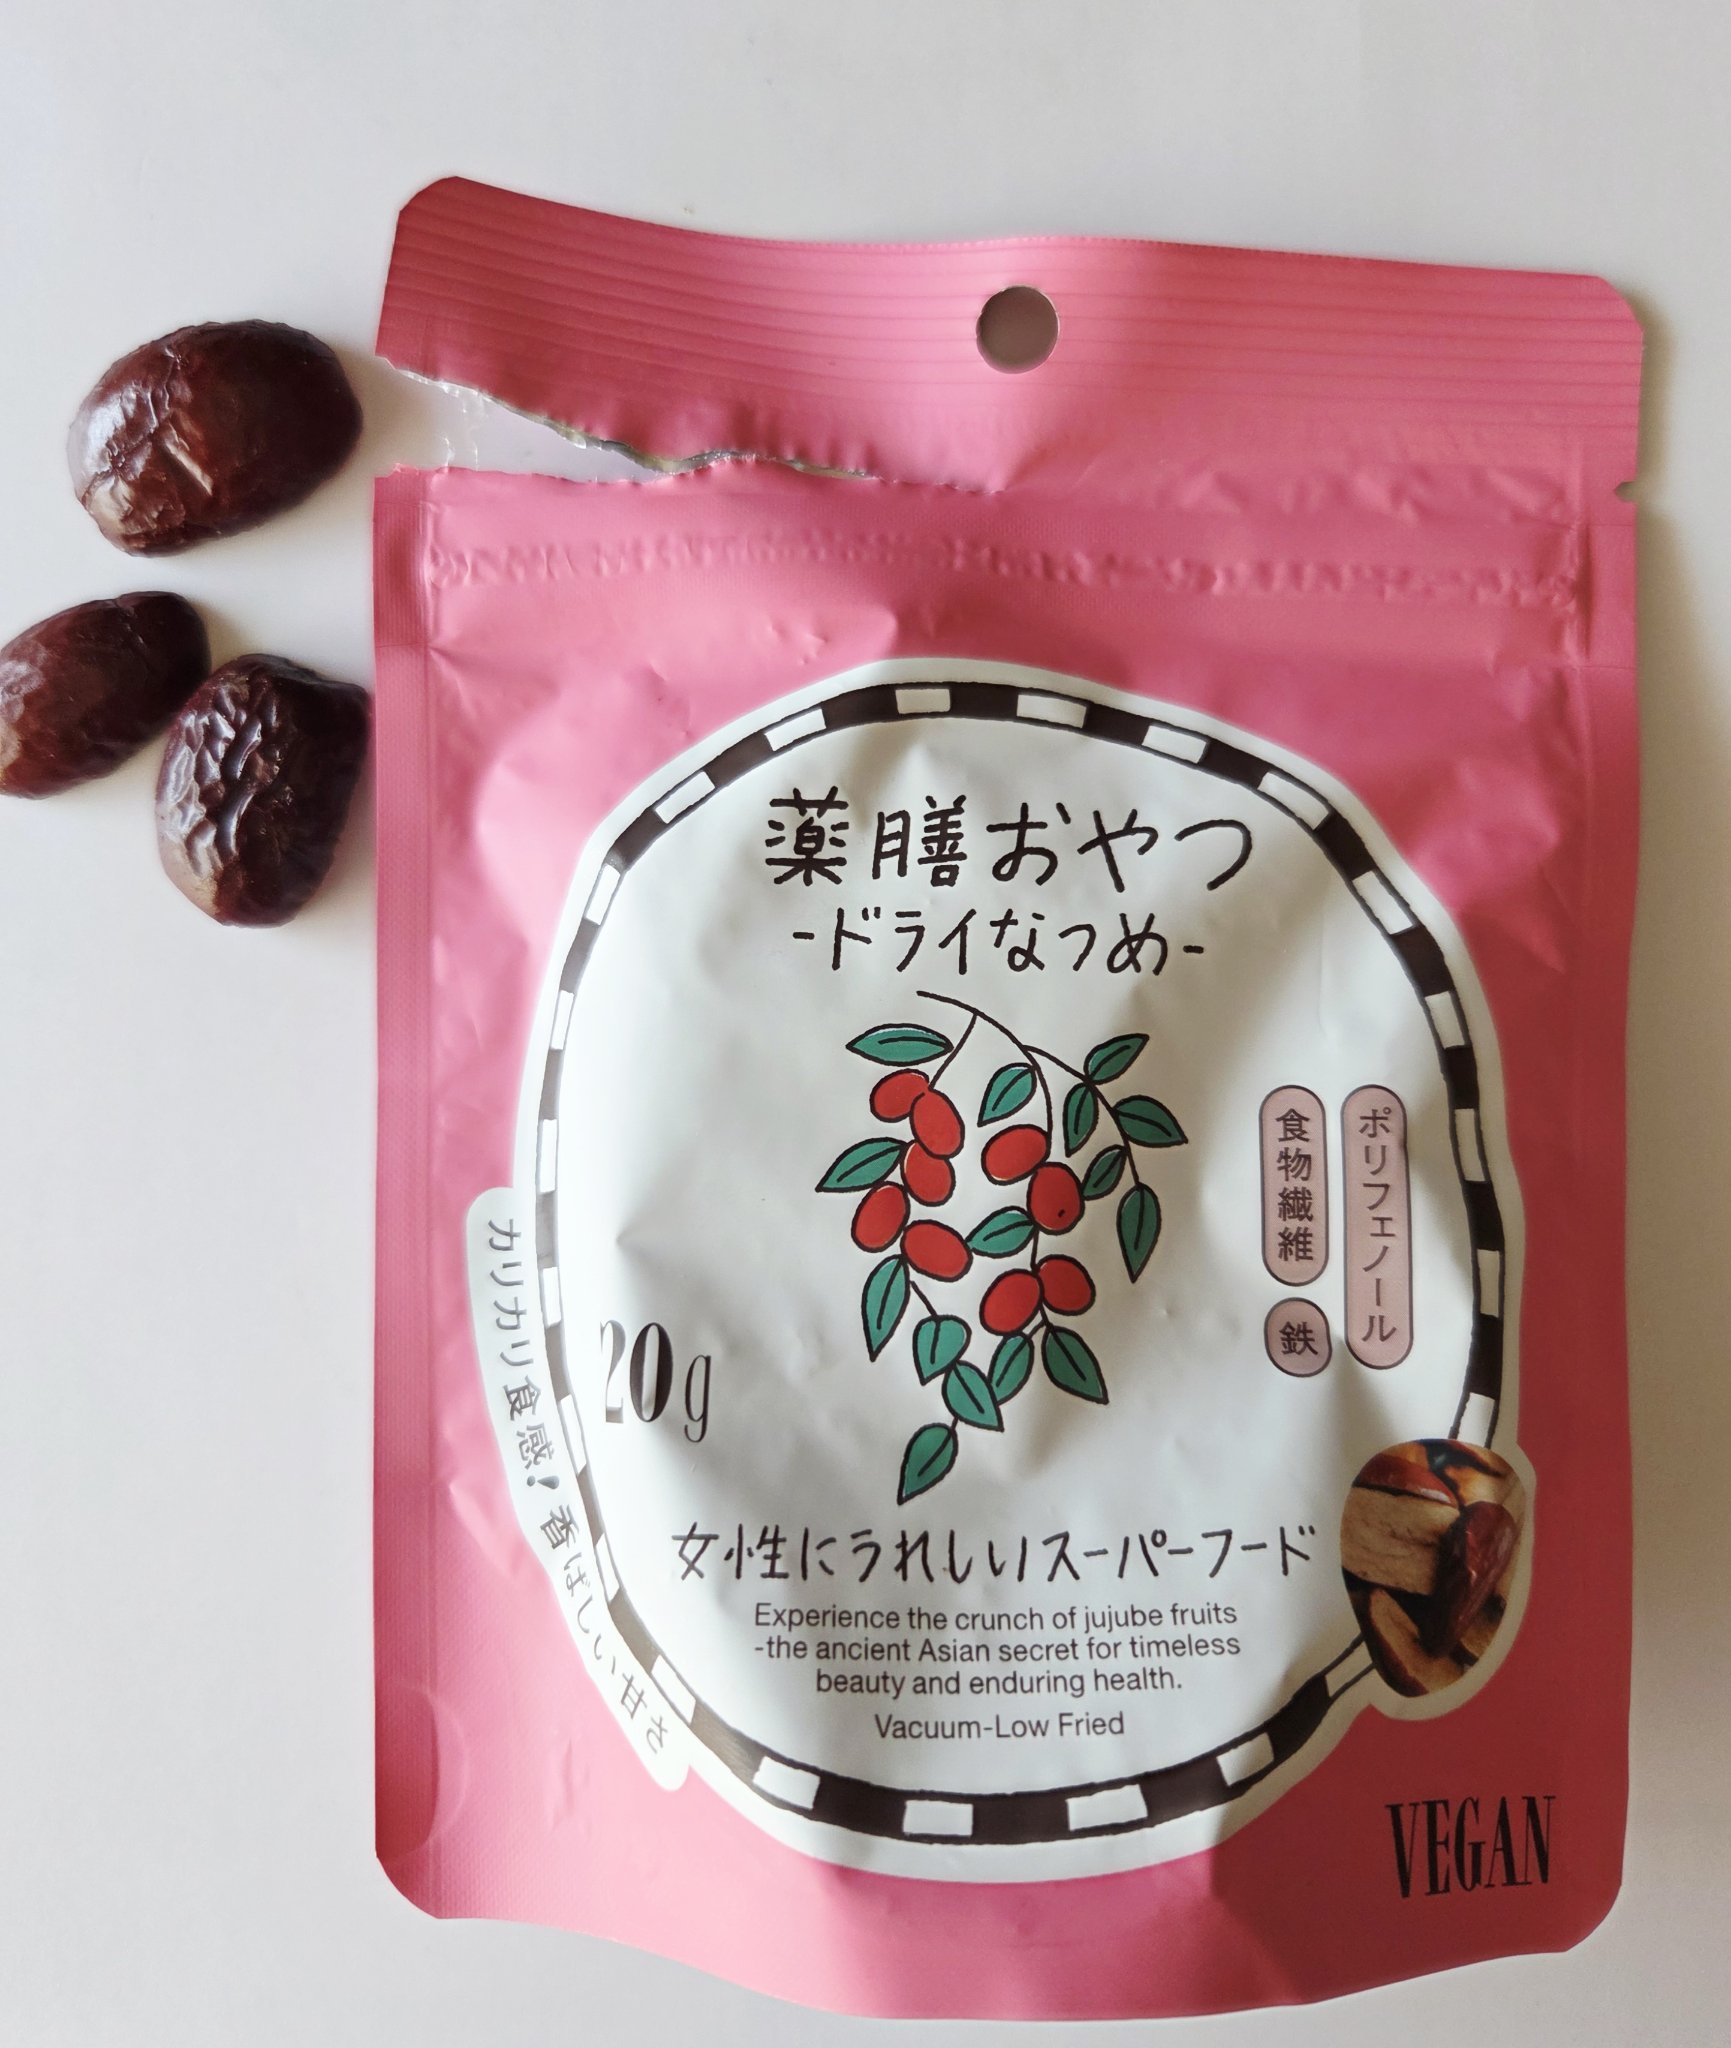 薬膳おやつ
-ドライなつめ-
ポリフェノール
食物繊維
鉄
20g
カリカリ食感！香ばしい甘さ
女性にうれしいスーパーフード
Experience the crunch of jujube fruits
-the ancient Asian secret for timeless
beauty and enduring health.
Vacuum-Low Fried
VEGAN